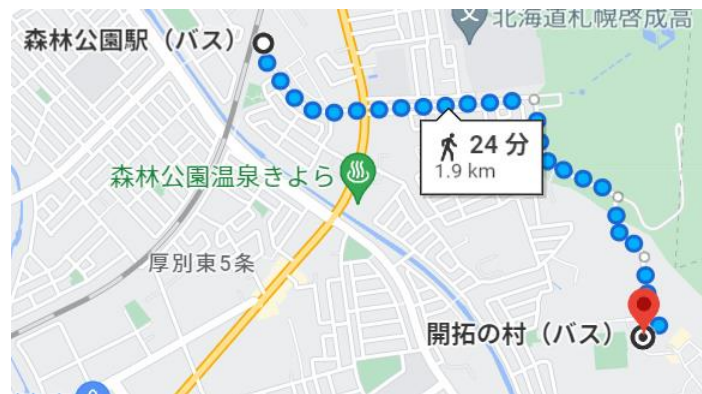 北海道札幌啓成高
森林公園駅（バス）
24 分
1.9 km
森林公園温泉きよら
厚別東5条
開拓の村（バス）